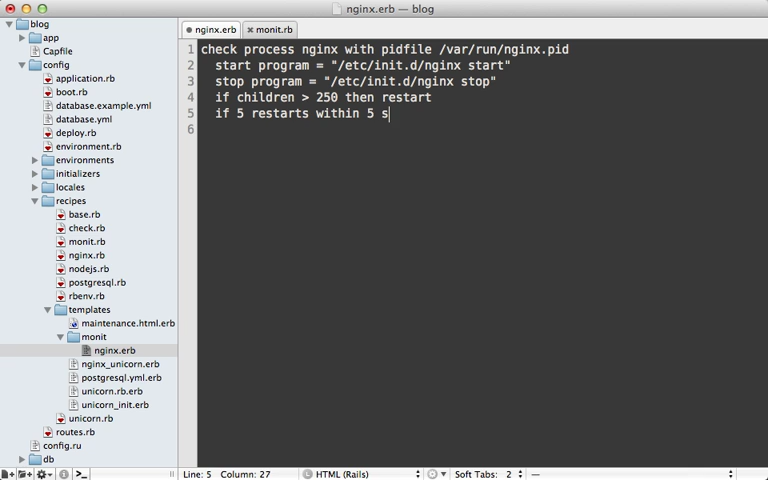 nginx.erb — blog
blog
app
Capfile
config
application.rb
boot.rb
database.example.yml
database.yml
deploy.rb
environment.rb
environments
initializers
locales
recipes
base.rb
check.rb
monit.rb
nginx.rb
nodejs.rb
postgresql.rb
rbenv.rb
templates
maintenance.html.erb
monit
nginx.erb
nginx_unicorn.erb
postgresql.yml.erb
unicorn.rb.erb
unicorn_init.erb
unicorn.rb
routes.rb
config.ru
db
nginx.erb
monit.rb
1 check process nginx with pidfile /var/run/nginx.pid
2 start program = "/etc/init.d/nginx start"
3 stop program = "/etc/init.d/nginx stop"
4 if children > 250 then restart
5 if 5 restarts within 5 s
6
Line: 5 Column: 27
HTML (Rails)
Soft Tabs: 2
—